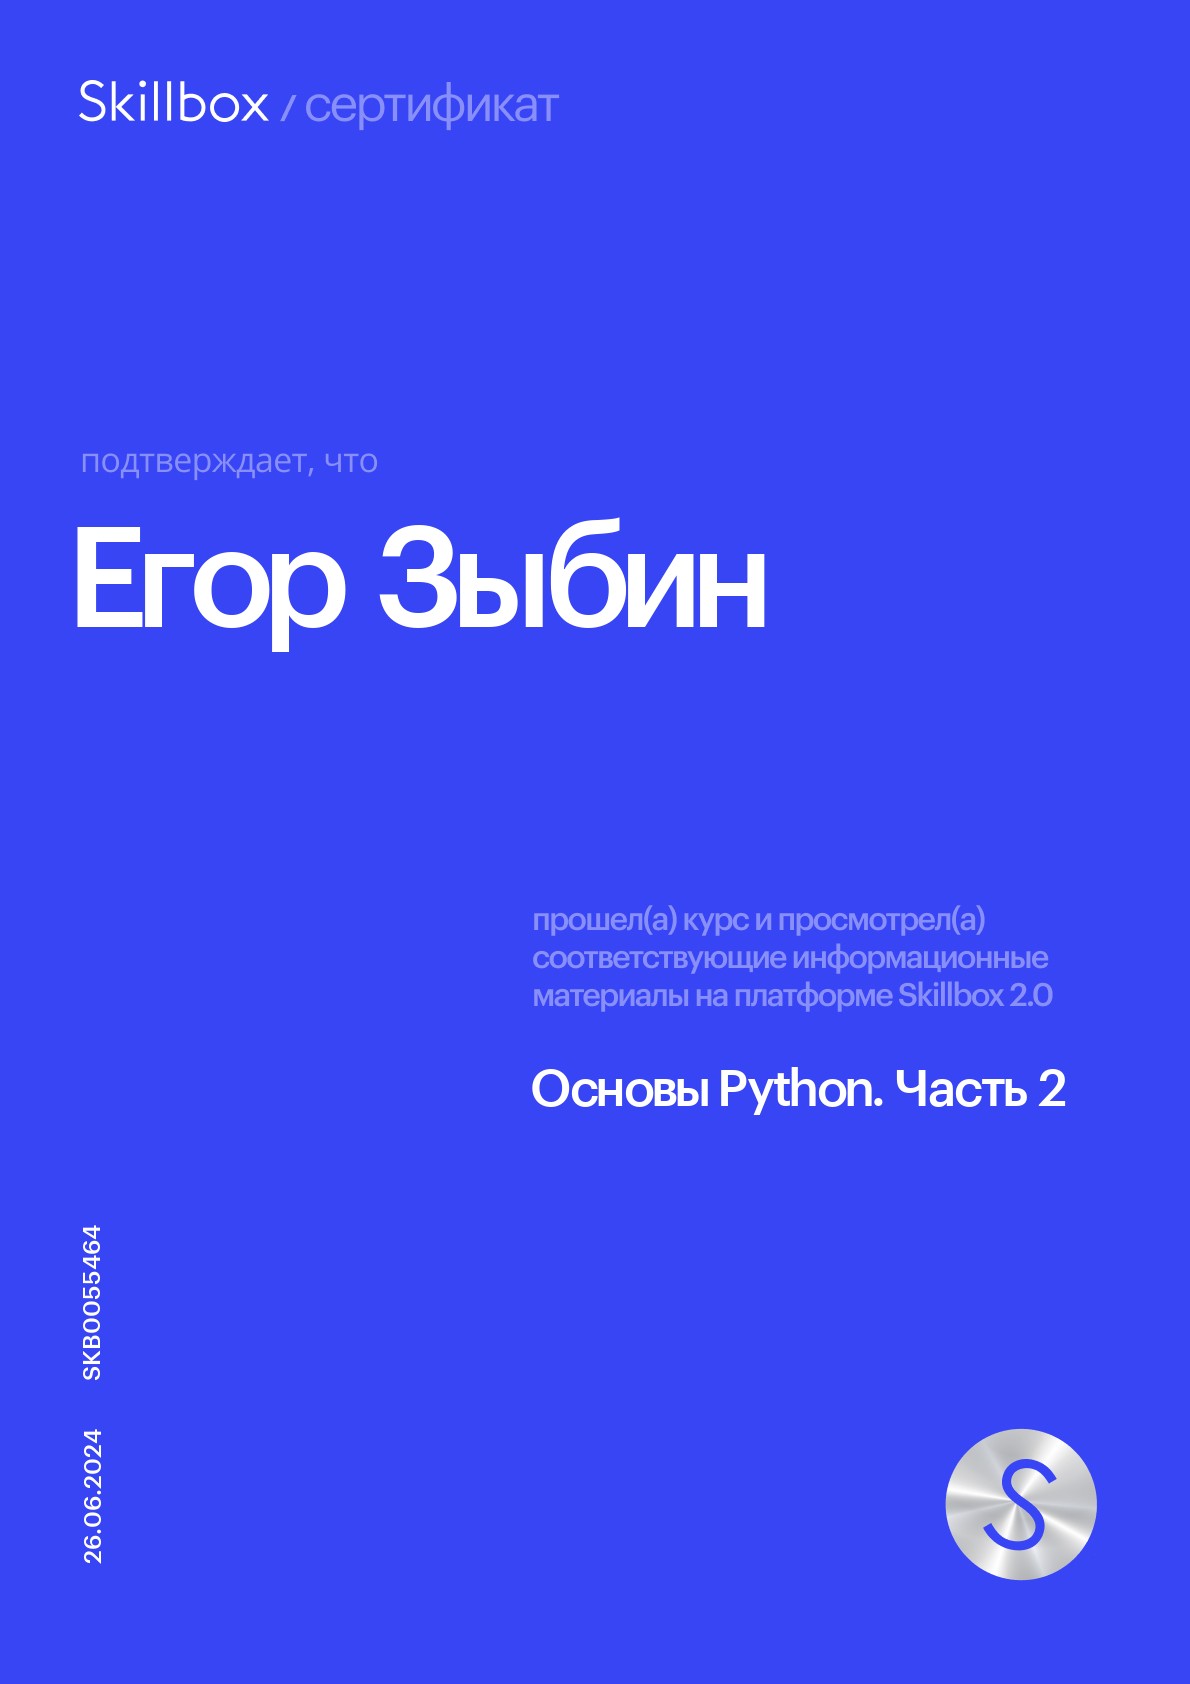 Skillbox / сертификат
подтверждает, что
Егор Зыбин
прошел(а) курс и просмотрел(а)
соответствующие информационные
материалы на платформе Skillbox 2.0
Основы Python. Часть 2
SKB0055464
26.06.2024
S